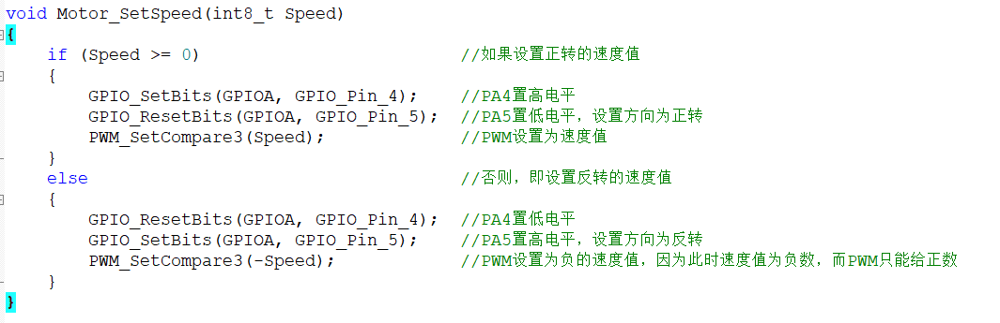 void Motor_SetSpeed(int8_t Speed)
{
    if (Speed >= 0)                         //如果设置正转的速度值
    {
        GPIO_SetBits(GPIOA, GPIO_Pin_4);    //PA4置高电平
        GPIO_ResetBits(GPIOA, GPIO_Pin_5);  //PA5置低电平，设置方向为正转
        PWM_SetCompare3(Speed);             //PWM设置为速度值
    }
    else                                    //否则，即设置反转的速度值
    {
        GPIO_ResetBits(GPIOA, GPIO_Pin_4);  //PA4置低电平
        GPIO_SetBits(GPIOA, GPIO_Pin_5);    //PA5置高电平，设置方向为反转
        PWM_SetCompare3(-Speed);            //PWM设置为负的速度值，因为此时速度值为负数，而PWM只能给正数
    }
}